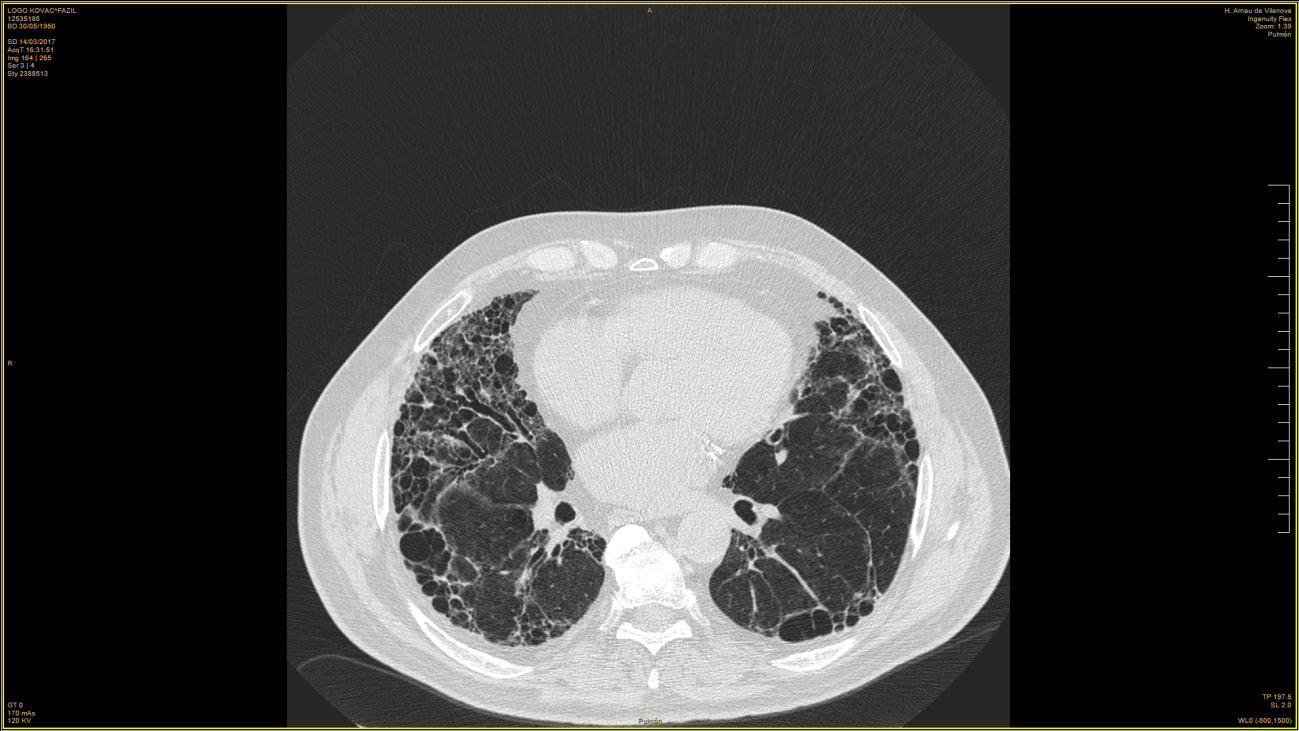 LOGO KOVAC^FAZIL
12535186
BD 30/05/1950
SD 14/03/2017
AcqT 16:31:51
Img 164 | 265
Ser 3 | 4
Sty 2388513
A
H. Arnau de Vilanova
Ingenuity Flex
Zoom: 1.39
Pulmón
R
GT 0
170 mAs
120 KV
Pulmón
TP 197.5
SL 2.0
WL0 (-500,1500)